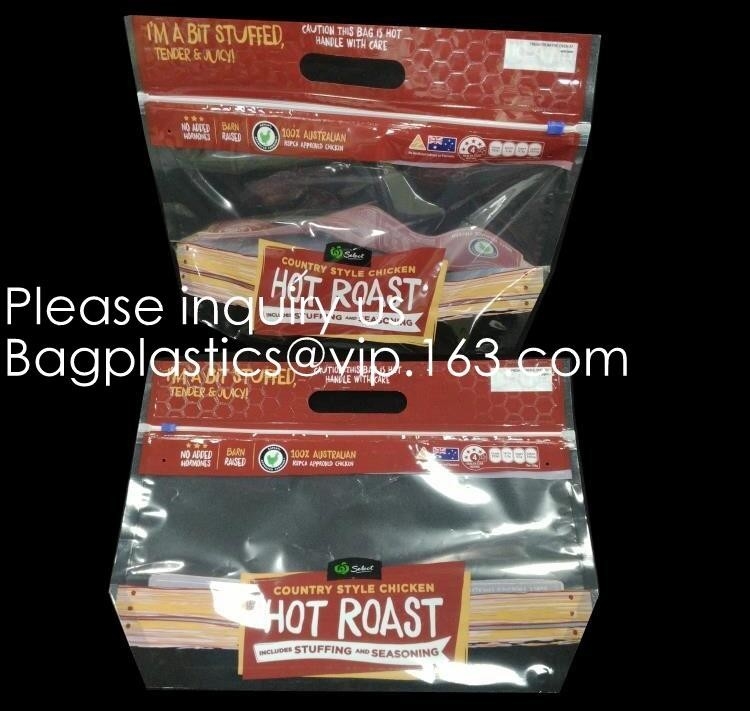 I'M A BIT STUFFED,
TENDER & JUICY!
CAUTION THIS BAG IS HOT
HANDLE WITH CARE
NO ADDED
HORMONES
BARN
RAISED
100% AUSTRALIAN
RSPCA APPROVED CHICKEN
Select
COUNTRY STYLE CHICKEN
HOT ROAST
INCLUDES STUFFING AND SEASONING
Please inquiry us
Bagplastics@vip.163.com
I'M A BIT STUFFED,
TENDER & JUICY!
CAUTION THIS BAG IS HOT
HANDLE WITH CARE
NO ADDED
HORMONES
BARN
RAISED
100% AUSTRALIAN
RSPCA APPROVED CHICKEN
Select
COUNTRY STYLE CHICKEN
HOT ROAST
INCLUDES STUFFING AND SEASONING